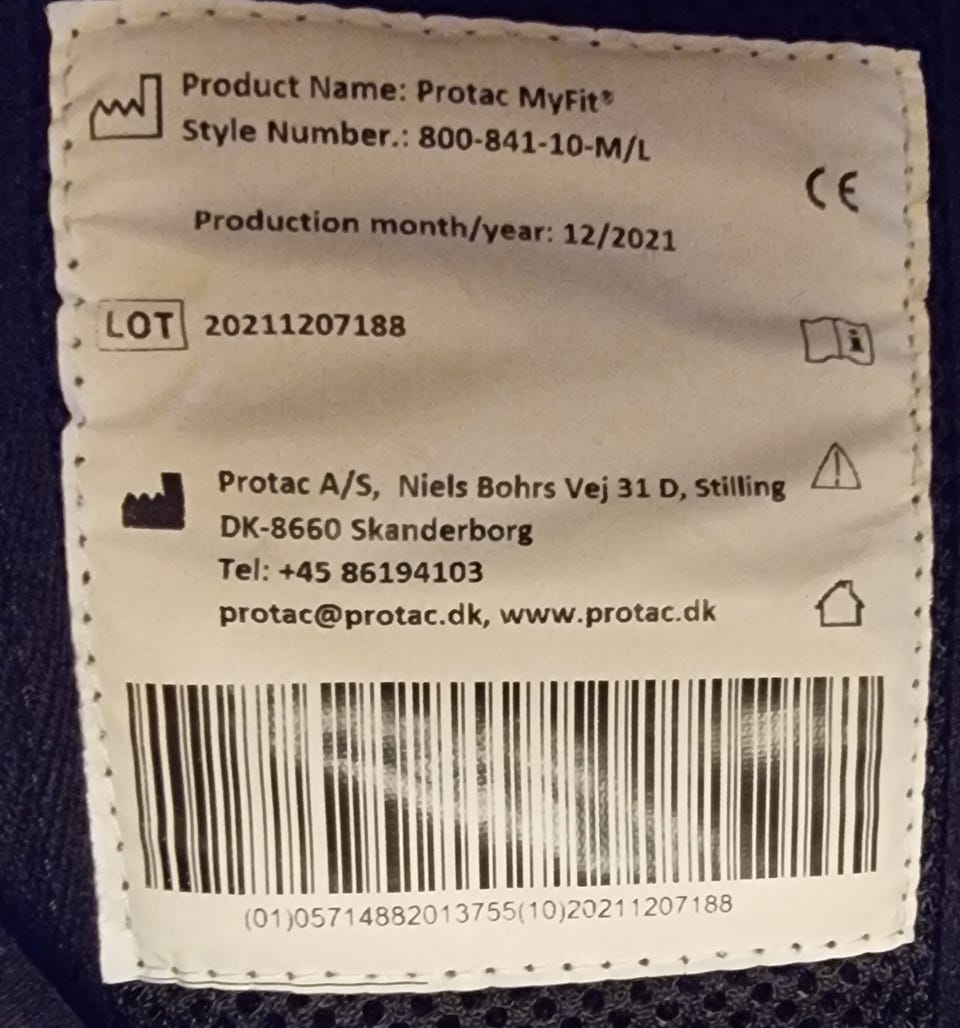 Product Name: Protac MyFit®
Style Number.: 800-841-10-M/L
CE
Production month/year: 12/2021
LOT 20211207188
i
Protac A/S, Niels Bohrs Vej 31 D, Stilling
DK-8660 Skanderborg
Tel: +45 86194103
protac@protac.dk, www.protac.dk
(01)05714882013755(10)20211207188